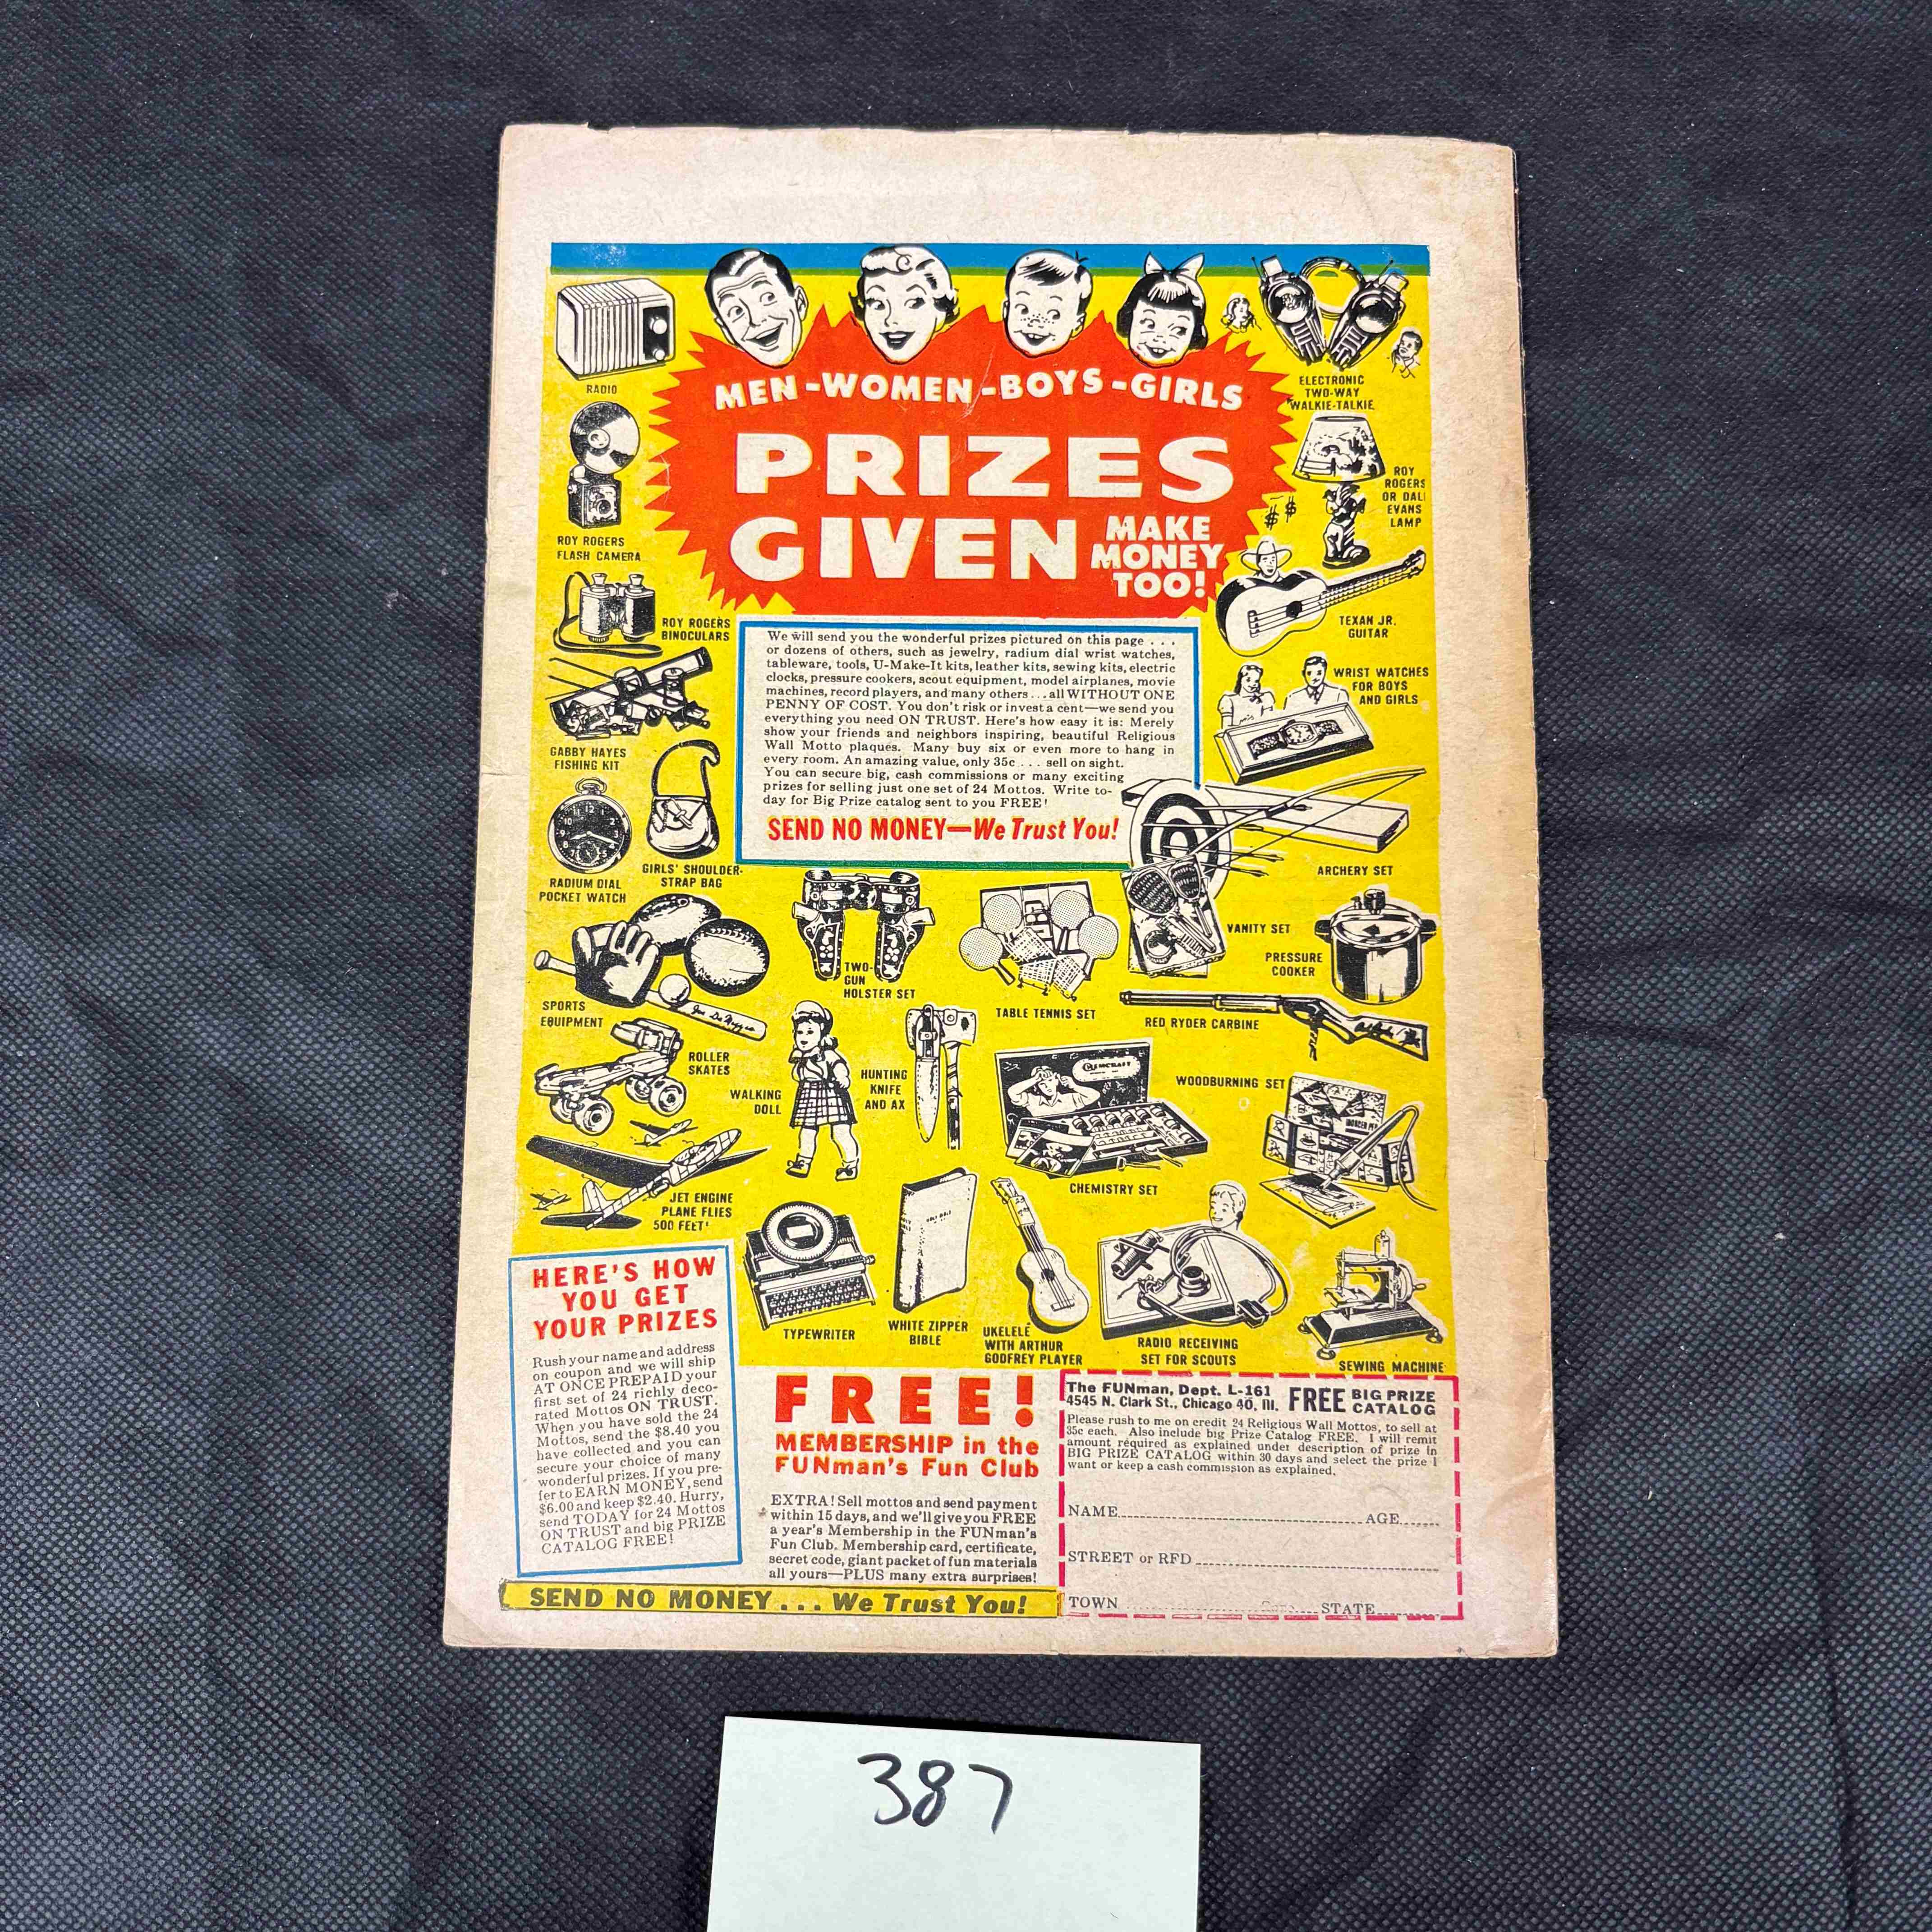 MEN-WOMEN-BOYS-GIRLS
PRIZES
GIVEN
MAKE
MONEY
TOO!
RADIO
ELECTRONIC
TWO-WAY
WALKIE-TALKIE
ROY ROGERS
FLASH CAMERA
ROY
ROGERS
OR DAL
EVANS
LAMP
$ $
ROY ROGERS
BINOCULARS
TEXAN JR.
GUITAR
We will send you the wonderful prizes pictured on this page . . .
or dozens of others, such as jewelry, radium dial wrist watches,
tableware, tools, U-Make-It kits, leather kits, sewing kits, electric
clocks, pressure cookers, scout equipment, model airplanes, movie
machines, record players, and many others . . . all WITHOUT ONE
PENNY OF COST. You don't risk or invest a cent—we send you
everything you need ON TRUST. Here's how easy it is: Merely
show your friends and neighbors inspiring, beautiful Religious
Wall Motto plaques. Many buy six or even more to hang in
every room. An amazing value, only 35c . . . sell on sight.
You can secure big, cash commissions or many exciting
prizes for selling just one set of 24 Mottos. Write to-
day for Big Prize catalog sent to you FREE!
SEND NO MONEY—We Trust You!
GABBY HAYES
FISHING KIT
WRIST WATCHES
FOR BOYS
AND GIRLS
RADIUM DIAL
POCKET WATCH
GIRLS' SHOULDER-
STRAP BAG
ARCHERY SET
TWO-
GUN
HOLSTER SET
TABLE TENNIS SET
VANITY SET
PRESSURE
COOKER
SPORTS
EQUIPMENT
Joe Di Maggio
RED RYDER CARBINE
ROLLER
SKATES
WALKING
DOLL
HUNTING
KNIFE
AND AX
CHEMCRAFT
CHEMISTRY SET
WOODBURNING SET
JET ENGINE
PLANE FLIES
500 FEET!
TYPEWRITER
HOLY BIBLE
WHITE ZIPPER
BIBLE
UKELELE
WITH ARTHUR
GODFREY PLAYER
RADIO RECEIVING
SET FOR SCOUTS
SEWING MACHINE
HERE'S HOW
YOU GET
YOUR PRIZES
Rush your name and address
on coupon and we will ship
AT ONCE PREPAID your
first set of 24 richly deco-
rated Mottos ON TRUST.
When you have sold the 24
Mottos, send the $8.40 you
have collected and you can
secure your choice of many
wonderful prizes. If you pre-
fer to EARN MONEY, send
$6.00 and keep $2.40. Hurry,
send TODAY for 24 Mottos
ON TRUST and big PRIZE
CATALOG FREE!
FREE!
MEMBERSHIP in the
FUNman's Fun Club
EXTRA! Sell mottos and send payment
within 15 days, and we'll give you FREE
a year's Membership in the FUNman's
Fun Club. Membership card, certificate,
secret code, giant packet of fun materials
all yours—PLUS many extra surprises!
SEND NO MONEY . . . We Trust You!
The FUNman, Dept. L-161
4545 N. Clark St., Chicago 40, Ill.
FREE BIG PRIZE
CATALOG
Please rush to me on credit 24 Religious Wall Mottos, to sell at
35c each. Also include big Prize Catalog FREE. I will remit
amount required as explained under description of prize in
BIG PRIZE CATALOG within 30 days and select the prize I
want or keep a cash commission as explained.
NAME AGE
STREET or RFD
TOWN STATE
387